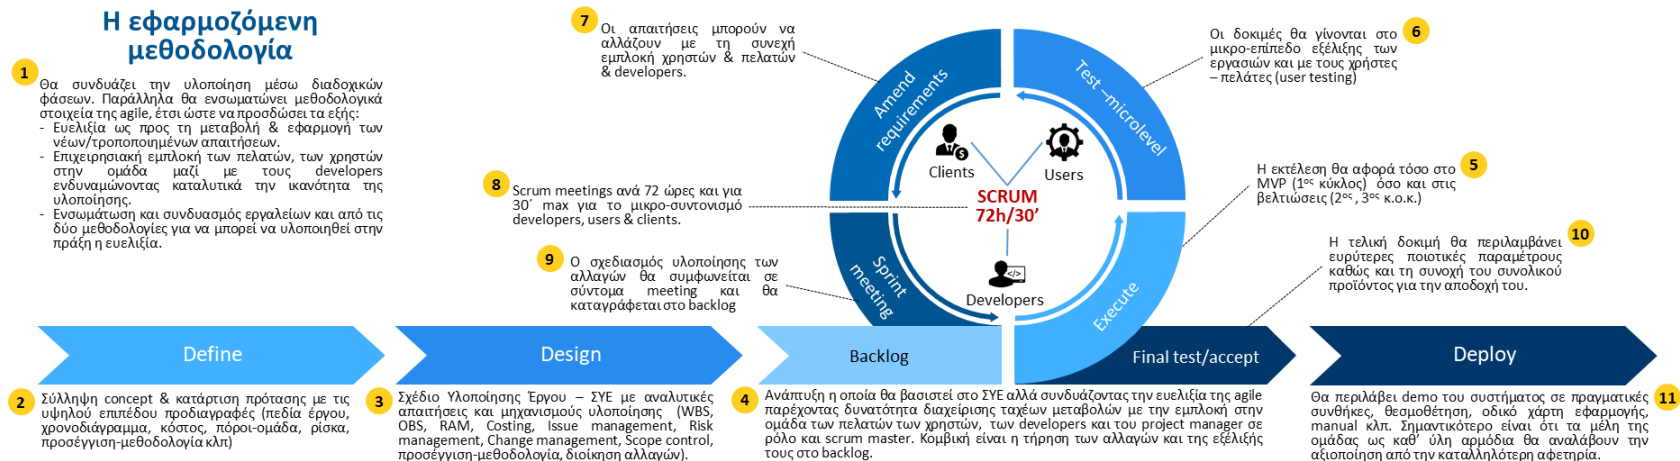 Η εφαρμοζόμενη
μεθοδολογία
1
Θα συνδυάζει την υλοποίηση μέσω διαδοχικών
φάσεων. Παράλληλα θα ενσωματώνει μεθοδολογικά
στοιχεία της agile, έτσι ώστε να προσδώσει τα εξής:
- Ευελιξία ως προς τη μεταβολή & εφαρμογή των
νέων/τροποποιημένων απαιτήσεων.
- Επιχειρησιακή εμπλοκή των πελατών, των χρηστών
στην ομάδα μαζί με τους developers
ενδυναμώνοντας καταλυτικά την ικανότητα της
υλοποίησης.
- Ενσωμάτωση και συνδυασμός εργαλείων και από τις
δύο μεθοδολογίες για να μπορεί να υλοποιηθεί στην
πράξη η ευελιξία.
7
Οι απαιτήσεις μπορούν να
αλλάζουν με τη συνεχή
εμπλοκή χρηστών & πελατών
& developers.
8
Scrum meetings ανά 72 ώρες και για
30΄ max για το μικρο-συντονισμό
developers, users & clients.
9
Ο σχεδιασμός υλοποίησης των
αλλαγών θα συμφωνείται σε
σύντομα meeting και θα
καταγράφεται στο backlog
Amend
requirements
Test –microlevel
Sprint
meeting
Execute
Clients
Users
SCRUM
72h/30’
Developers
6
Οι δοκιμές θα γίνονται στο
μικρο-επίπεδο εξέλιξης των
εργασιών και με τους χρήστες
– πελάτες (user testing)
5
Η εκτέλεση θα αφορά τόσο στο
MVP (1ος κύκλος) όσο και στις
βελτιώσεις (2ος , 3ος κ.ο.κ.)
10
Η τελική δοκιμή θα περιλαμβάνει
ευρύτερες ποιοτικές παραμέτρους
καθώς και τη συνοχή του συνολικού
προϊόντος για την αποδοχή του.
Define
Design
Backlog
Final test/accept
Deploy
2
Σύλληψη concept & κατάρτιση πρότασης με τις
υψηλού επιπέδου προδιαγραφές (πεδία έργου,
χρονοδιάγραμμα, κόστος, πόροι-ομάδα, ρίσκα,
προσέγγιση-μεθοδολογία κλπ)
3
Σχέδιο Υλοποίησης Έργου – ΣΥΕ με αναλυτικές
απαιτήσεις και μηχανισμούς υλοποίησης (WBS,
OBS, RAM, Costing, Issue management, Risk
management, Change management, Scope control,
προσέγγιση-μεθοδολογία, διοίκηση αλλαγών).
4
Ανάπτυξη η οποία θα βασιστεί στο ΣΥΕ αλλά συνδυάζοντας την ευελιξία της agile
παρέχοντας δυνατότητα διαχείρισης ταχέων μεταβολών με την εμπλοκή στην
ομάδα των πελατών των χρηστών, των developers και του project manager σε
ρόλο και scrum master. Κομβική είναι η τήρηση των αλλαγών και της εξέλιξής
τους στο backlog.
11
Θα περιλάβει demo του συστήματος σε πραγματικές
συνθήκες, θεσμοθέτηση, οδικό χάρτη εφαρμογής,
manual κλπ. Σημαντικότερο είναι ότι τα μέλη της
ομάδας ως καθ’ ύλη αρμόδια θα αναλάβουν την
αξιοποίηση από την καταλληλότερη αφετηρία.